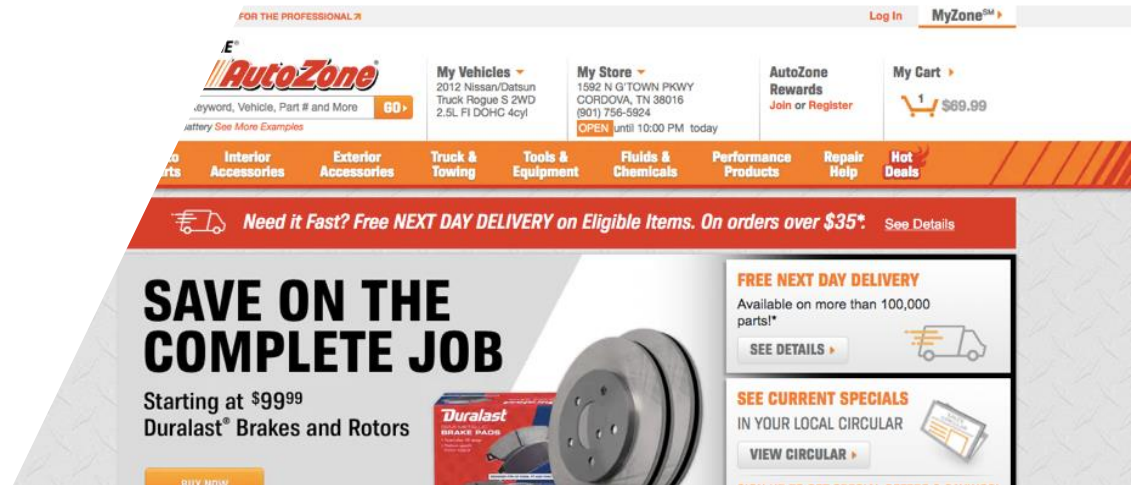 FOR THE PROFESSIONAL
Log In MyZone℠
AutoZone®
Keyword, Vehicle, Part # and More GO
See More Examples
My Vehicles
2012 Nissan/Datsun
Truck Rogue S 2WD
2.5L FI DOHC 4cyl
My Store
1592 N G'TOWN PKWY
CORDOVA, TN 38016
(901) 756-5924
OPEN until 10:00 PM today
AutoZone
Rewards
Join or Register
My Cart
1 $69.99
Interior
Accessories
Exterior
Accessories
Truck &
Towing
Tools &
Equipment
Fluids &
Chemicals
Performance
Products
Repair
Help
Hot
Deals
Need it Fast? Free NEXT DAY DELIVERY on Eligible Items. On orders over $35*. See Details
SAVE ON THE
COMPLETE JOB
Starting at $99⁹⁹
Duralast® Brakes and Rotors
BUY NOW
Duralast
BRAKE PADS
FREE NEXT DAY DELIVERY
Available on more than 100,000
parts!*
SEE DETAILS
SEE CURRENT SPECIALS
IN YOUR LOCAL CIRCULAR
VIEW CIRCULAR